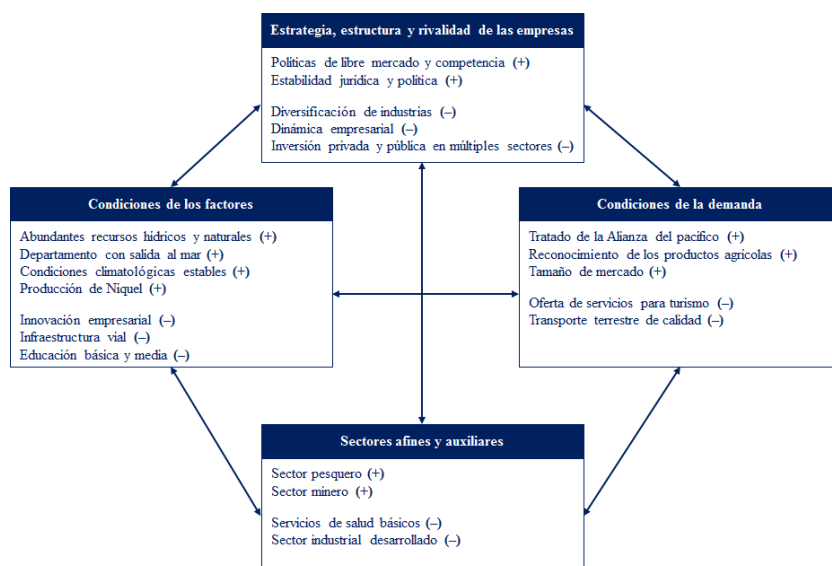 Estrategia, estructura y rivalidad de las empresas
Políticas de libre mercado y competencia (+)
Estabilidad jurídica y política (+)
Diversificación de industrias (–)
Dinámica empresarial (–)
Inversión privada y pública en múltiples sectores (–)
Condiciones de los factores
Abundantes recursos hídricos y naturales (+)
Departamento con salida al mar (+)
Condiciones climatológicas estables (+)
Producción de Níquel (+)
Innovación empresarial (–)
Infraestructura vial (–)
Educación básica y media (–)
Condiciones de la demanda
Tratado de la Alianza del pacífico (+)
Reconocimiento de los productos agrícolas (+)
Tamaño de mercado (+)
Oferta de servicios para turismo (–)
Transporte terrestre de calidad (–)
Sectores afines y auxiliares
Sector pesquero (+)
Sector minero (+)
Servicios de salud básicos (–)
Sector industrial desarrollado (–)